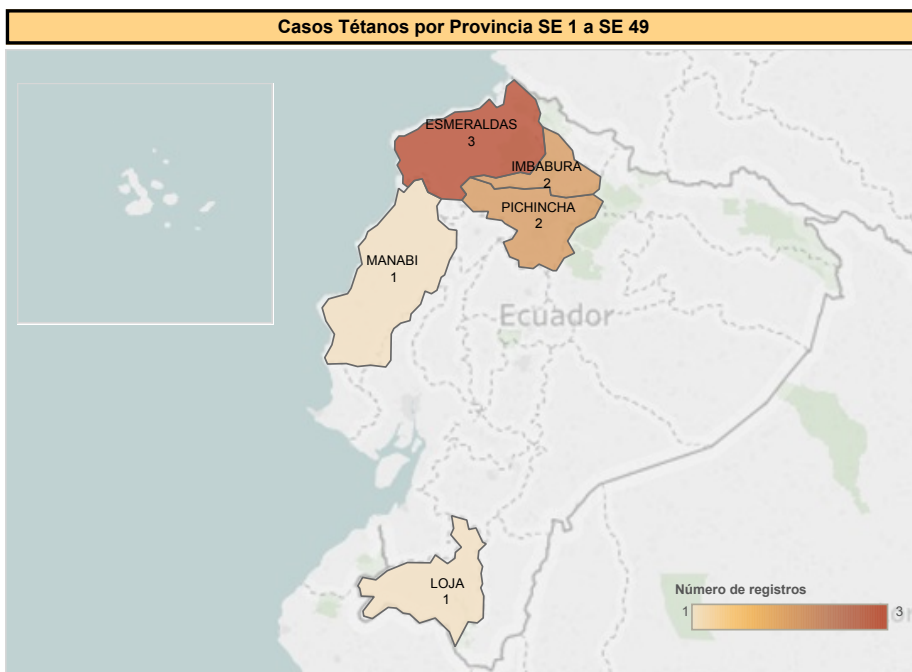 Casos Tétanos por Provincia SE 1 a SE 49
ESMERALDAS
3
IMBABURA
2
PICHINCHA
2
MANABI
1
Ecuador
LOJA
1
Número de registros
1
3